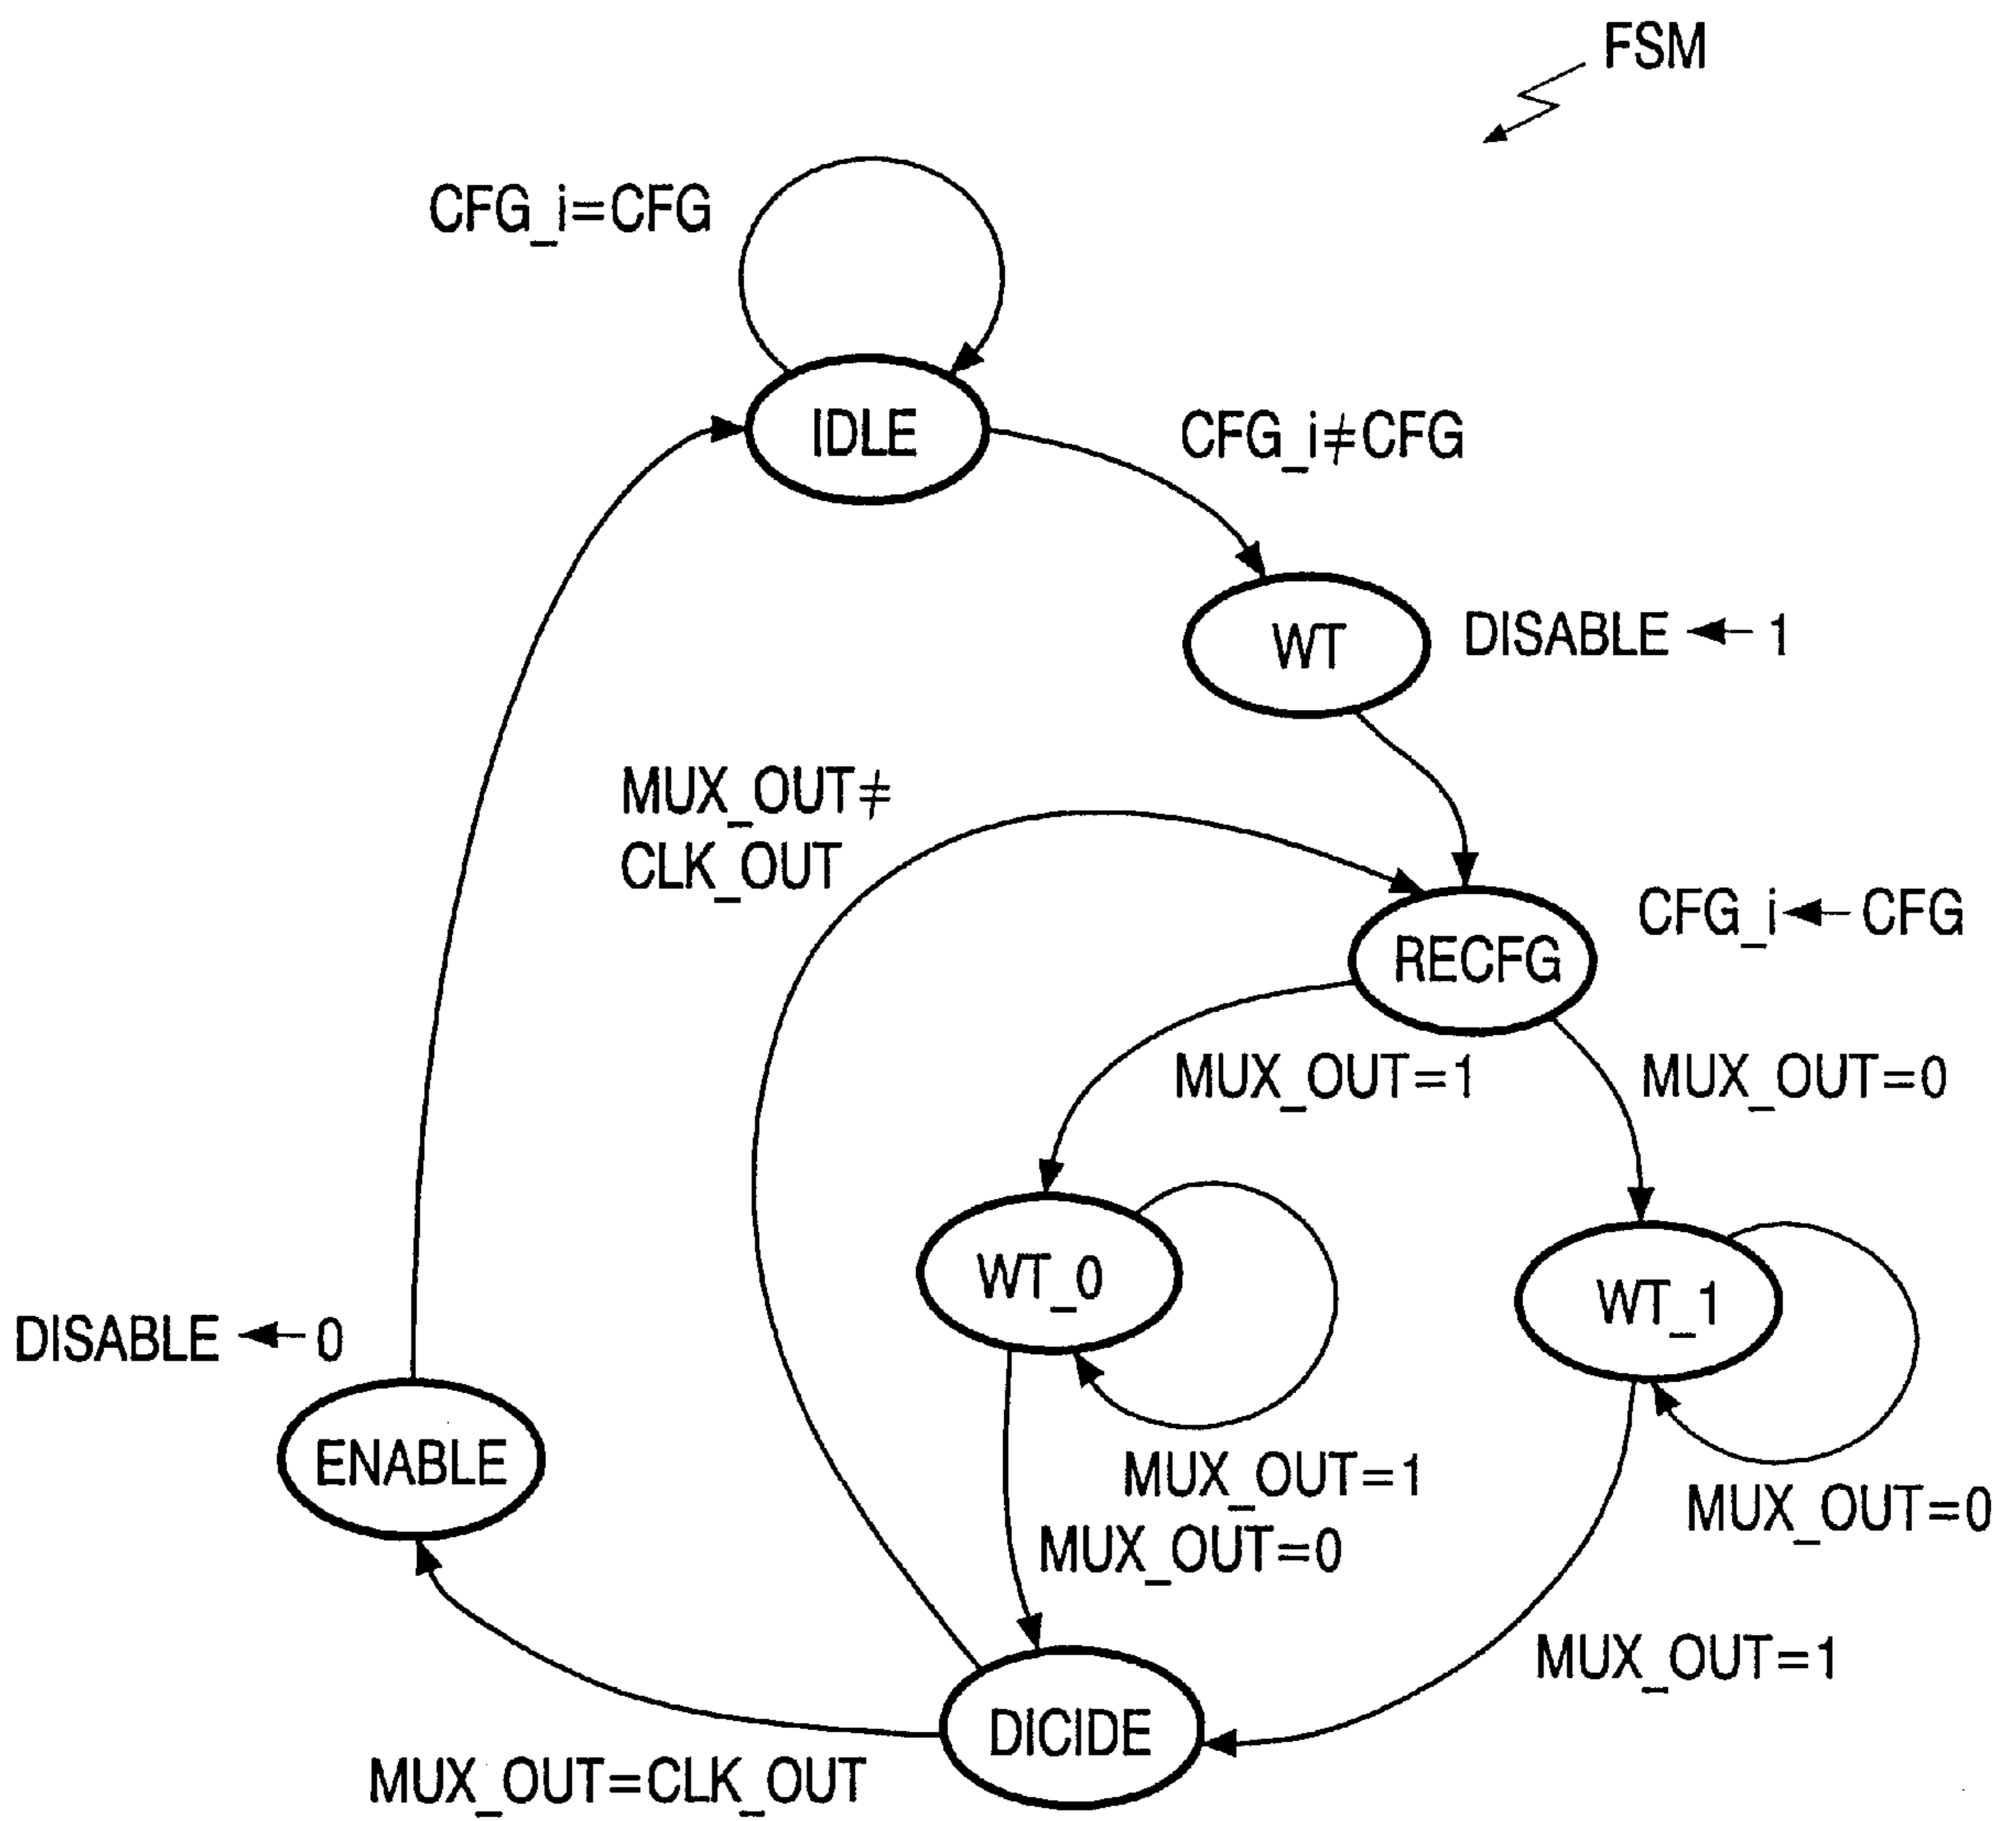 FSM
CFG_i=CFG
IDLE
CFG_i≠CFG
WT
DISABLE ← 1
MUX_OUT≠
CLK_OUT
RECFG
CFG_i ← CFG
MUX_OUT=1
MUX_OUT=0
WT_0
WT_1
DISABLE ← 0
ENABLE
MUX_OUT=1
MUX_OUT=0
MUX_OUT=0
MUX_OUT=1
DICIDE
MUX_OUT=CLK_OUT